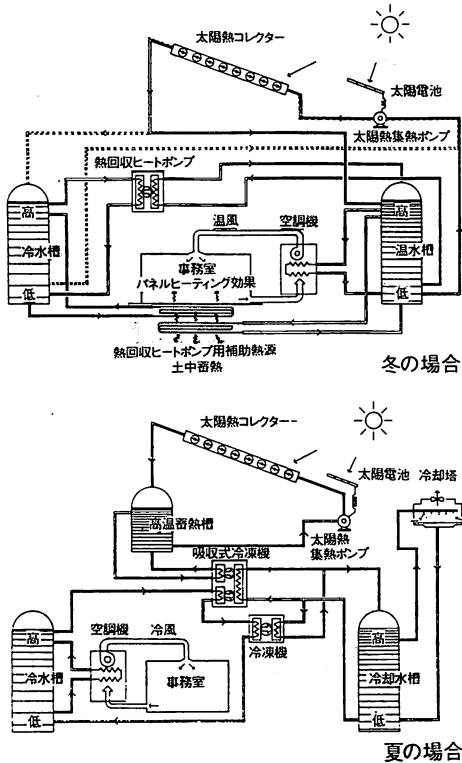 太陽熱コレクター
太陽電池
太陽熱集熱ポンプ
熱回収ヒートポンプ
高
冷水槽
低
温風
空調機
事務室
パネルヒーティング効果
高
温水槽
低
熱回収ヒートポンプ用補助熱源
土中蓄熱
冬の場合
太陽熱コレクター
太陽電池
冷却塔
高温蓄熱槽
太陽熱
集熱ポンプ
吸収式冷凍機
冷凍機
高
冷水槽
低
空調機
冷風
事務室
高
冷却水槽
低
夏の場合